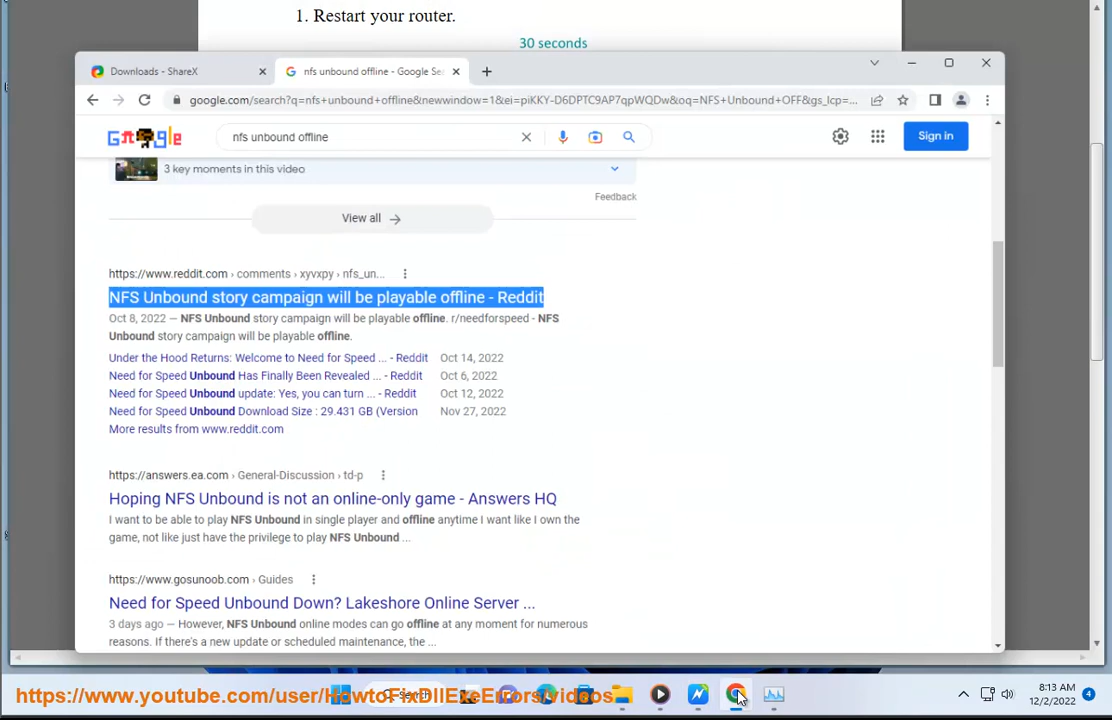 1. Restart your router.
30 seconds
Downloads - ShareX
nfs unbound offline - Google Sea
google.com/search?q=nfs+unbound+offline&newwindow=1&ei=piKKY-D6DPTC9AP7qpWQDw&oq=NFS+Unbound+OFF&gs_lcp=...
nfs unbound offline
Sign in
3 key moments in this video
Feedback
View all
https://www.reddit.com › comments › xyvxpy › nfs_un...
NFS Unbound story campaign will be playable offline - Reddit
Oct 8, 2022 — NFS Unbound story campaign will be playable offline. r/needforspeed - NFS
Unbound story campaign will be playable offline.
Under the Hood Returns: Welcome to Need for Speed ... - Reddit Oct 14, 2022
Need for Speed Unbound Has Finally Been Revealed ... - Reddit Oct 6, 2022
Need for Speed Unbound update: Yes, you can turn ... - Reddit Oct 12, 2022
Need for Speed Unbound Download Size : 29.431 GB (Version Nov 27, 2022
More results from www.reddit.com
https://answers.ea.com › General-Discussion › td-p
Hoping NFS Unbound is not an online-only game - Answers HQ
I want to be able to play NFS Unbound in single player and offline anytime I want like I own the
game, not like just have the privilege to play NFS Unbound ...
https://www.gosunoob.com › Guides
Need for Speed Unbound Down? Lakeshore Online Server ...
3 days ago — However, NFS Unbound online modes can go offline at any moment for numerous
reasons. If there's a new update or scheduled maintenance, the ...
https://www.youtube.com/user/HowtoFixDllExeErrors/videos
8:13 AM
12/2/2022
4